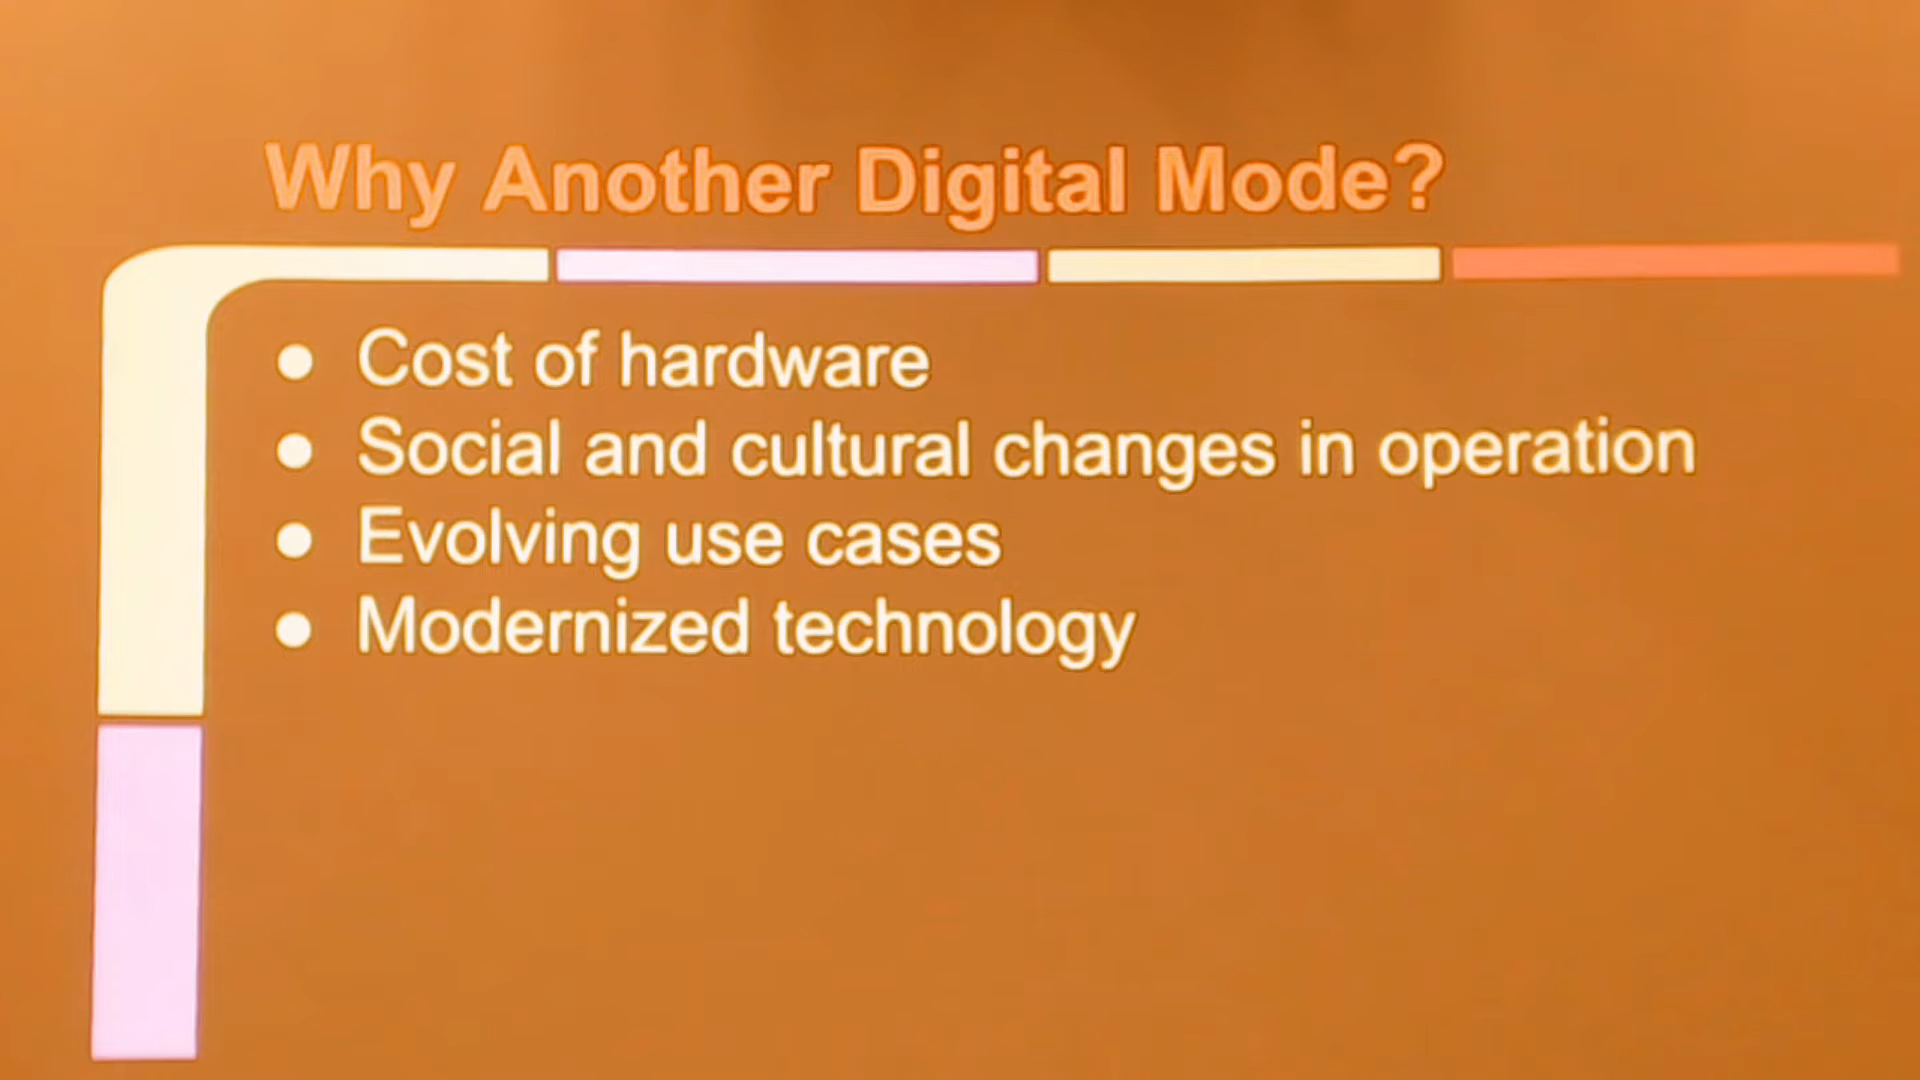 Why Another Digital Mode?
● Cost of hardware
● Social and cultural changes in operation
● Evolving use cases
● Modernized technology